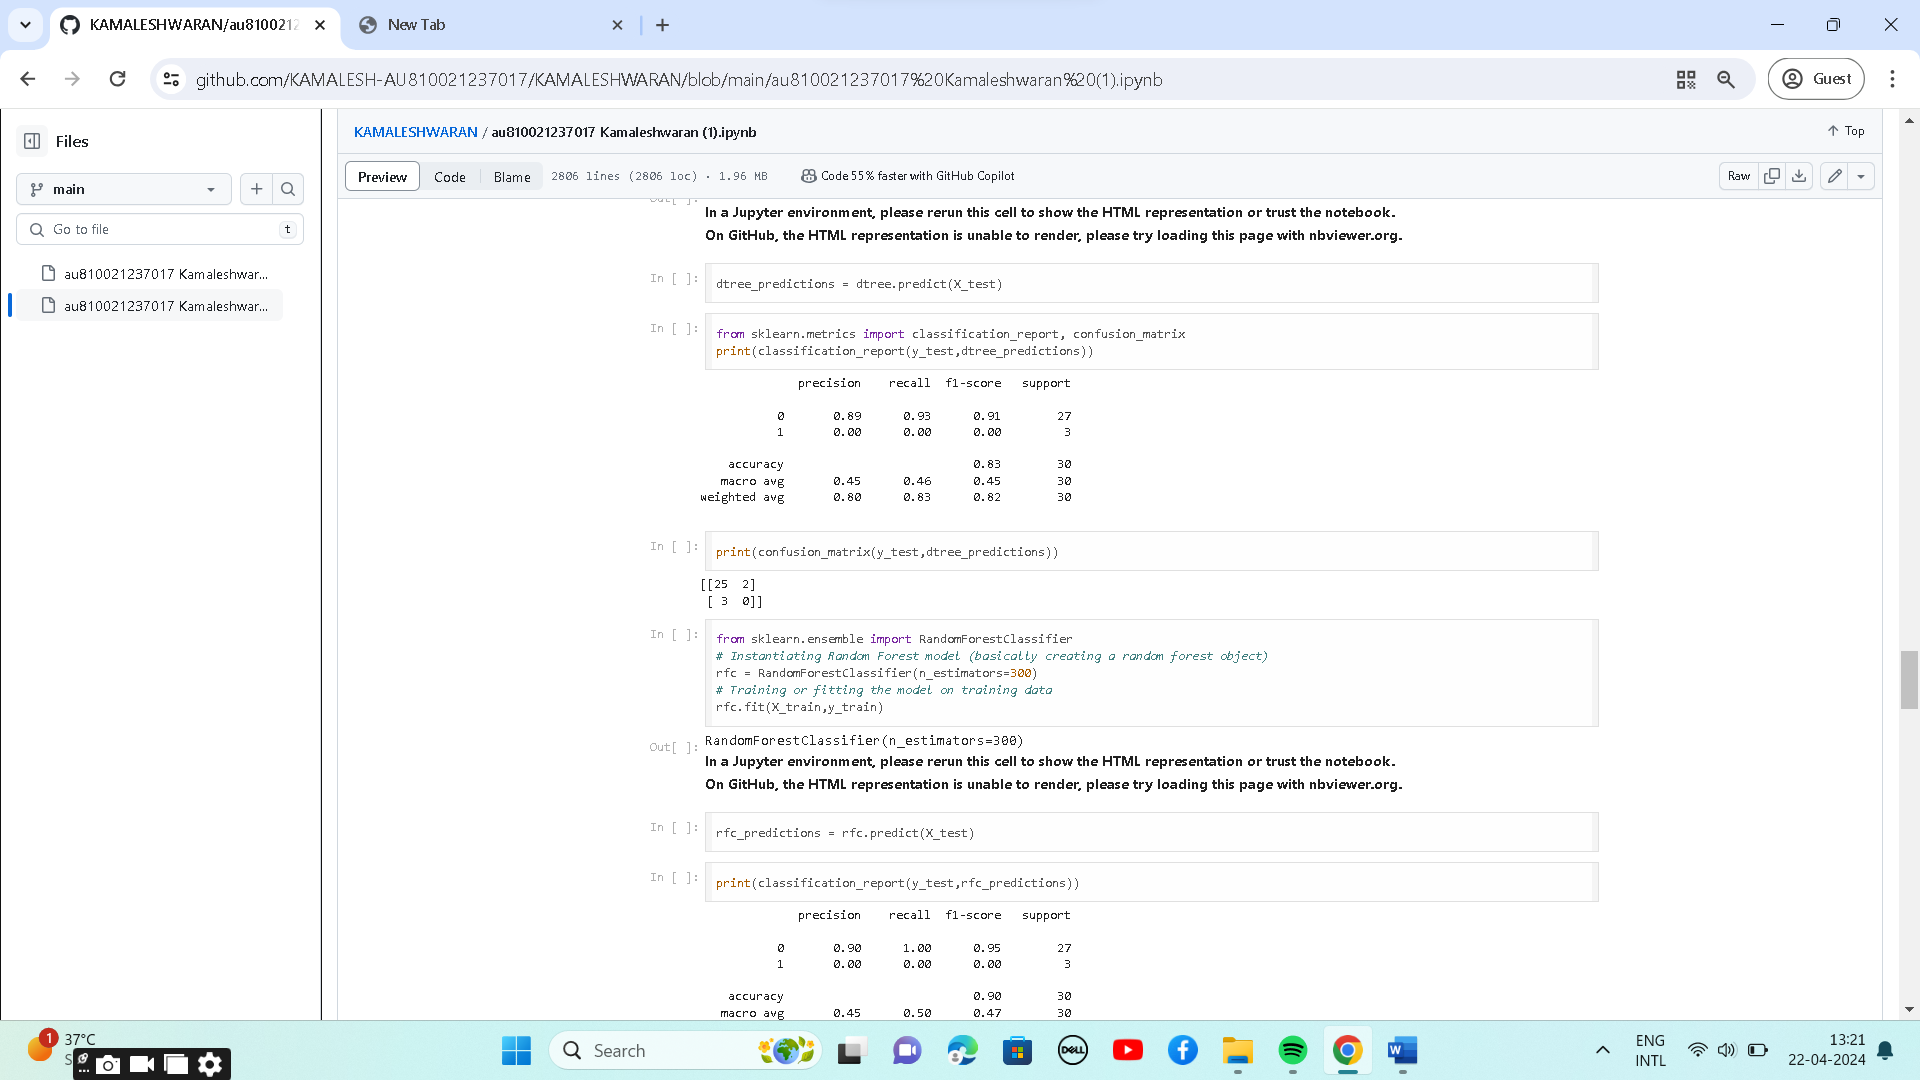 KAMALESHWARAN/au8100212
New Tab
github.com/KAMALESH-AU810021237017/KAMALESHWARAN/blob/main/au810021237017%20Kamaleshwaran%20(1).ipynb
Guest
Files
KAMALESHWARAN / au810021237017 Kamaleshwaran (1).ipynb
Top
main
Preview Code Blame 2806 lines (2806 loc) · 1.96 MB Code 55% faster with GitHub Copilot
Raw
Go to file t
au810021237017 Kamaleshwar...
au810021237017 Kamaleshwar...
Out[ ]:
In a Jupyter environment, please rerun this cell to show the HTML representation or trust the notebook.
On GitHub, the HTML representation is unable to render, please try loading this page with nbviewer.org.
In [ ]: dtree_predictions = dtree.predict(X_test)
In [ ]: from sklearn.metrics import classification_report, confusion_matrix
print(classification_report(y_test,dtree_predictions))
precision recall f1-score support
0 0.89 0.93 0.91 27
1 0.00 0.00 0.00 3
accuracy 0.83 30
macro avg 0.45 0.46 0.45 30
weighted avg 0.80 0.83 0.82 30
In [ ]: print(confusion_matrix(y_test,dtree_predictions))
[[25 2]
[ 3 0]]
In [ ]: from sklearn.ensemble import RandomForestClassifier
# Instantiating Random Forest model (basically creating a random forest object)
rfc = RandomForestClassifier(n_estimators=300)
# Training or fitting the model on training data
rfc.fit(X_train,y_train)
Out[ ]: RandomForestClassifier(n_estimators=300)
In a Jupyter environment, please rerun this cell to show the HTML representation or trust the notebook.
On GitHub, the HTML representation is unable to render, please try loading this page with nbviewer.org.
In [ ]: rfc_predictions = rfc.predict(X_test)
In [ ]: print(classification_report(y_test,rfc_predictions))
precision recall f1-score support
0 0.90 1.00 0.95 27
1 0.00 0.00 0.00 3
accuracy 0.90 30
macro avg 0.45 0.50 0.47 30
1
37°C
Search
DELL
W
ENG
INTL
13:21
22-04-2024